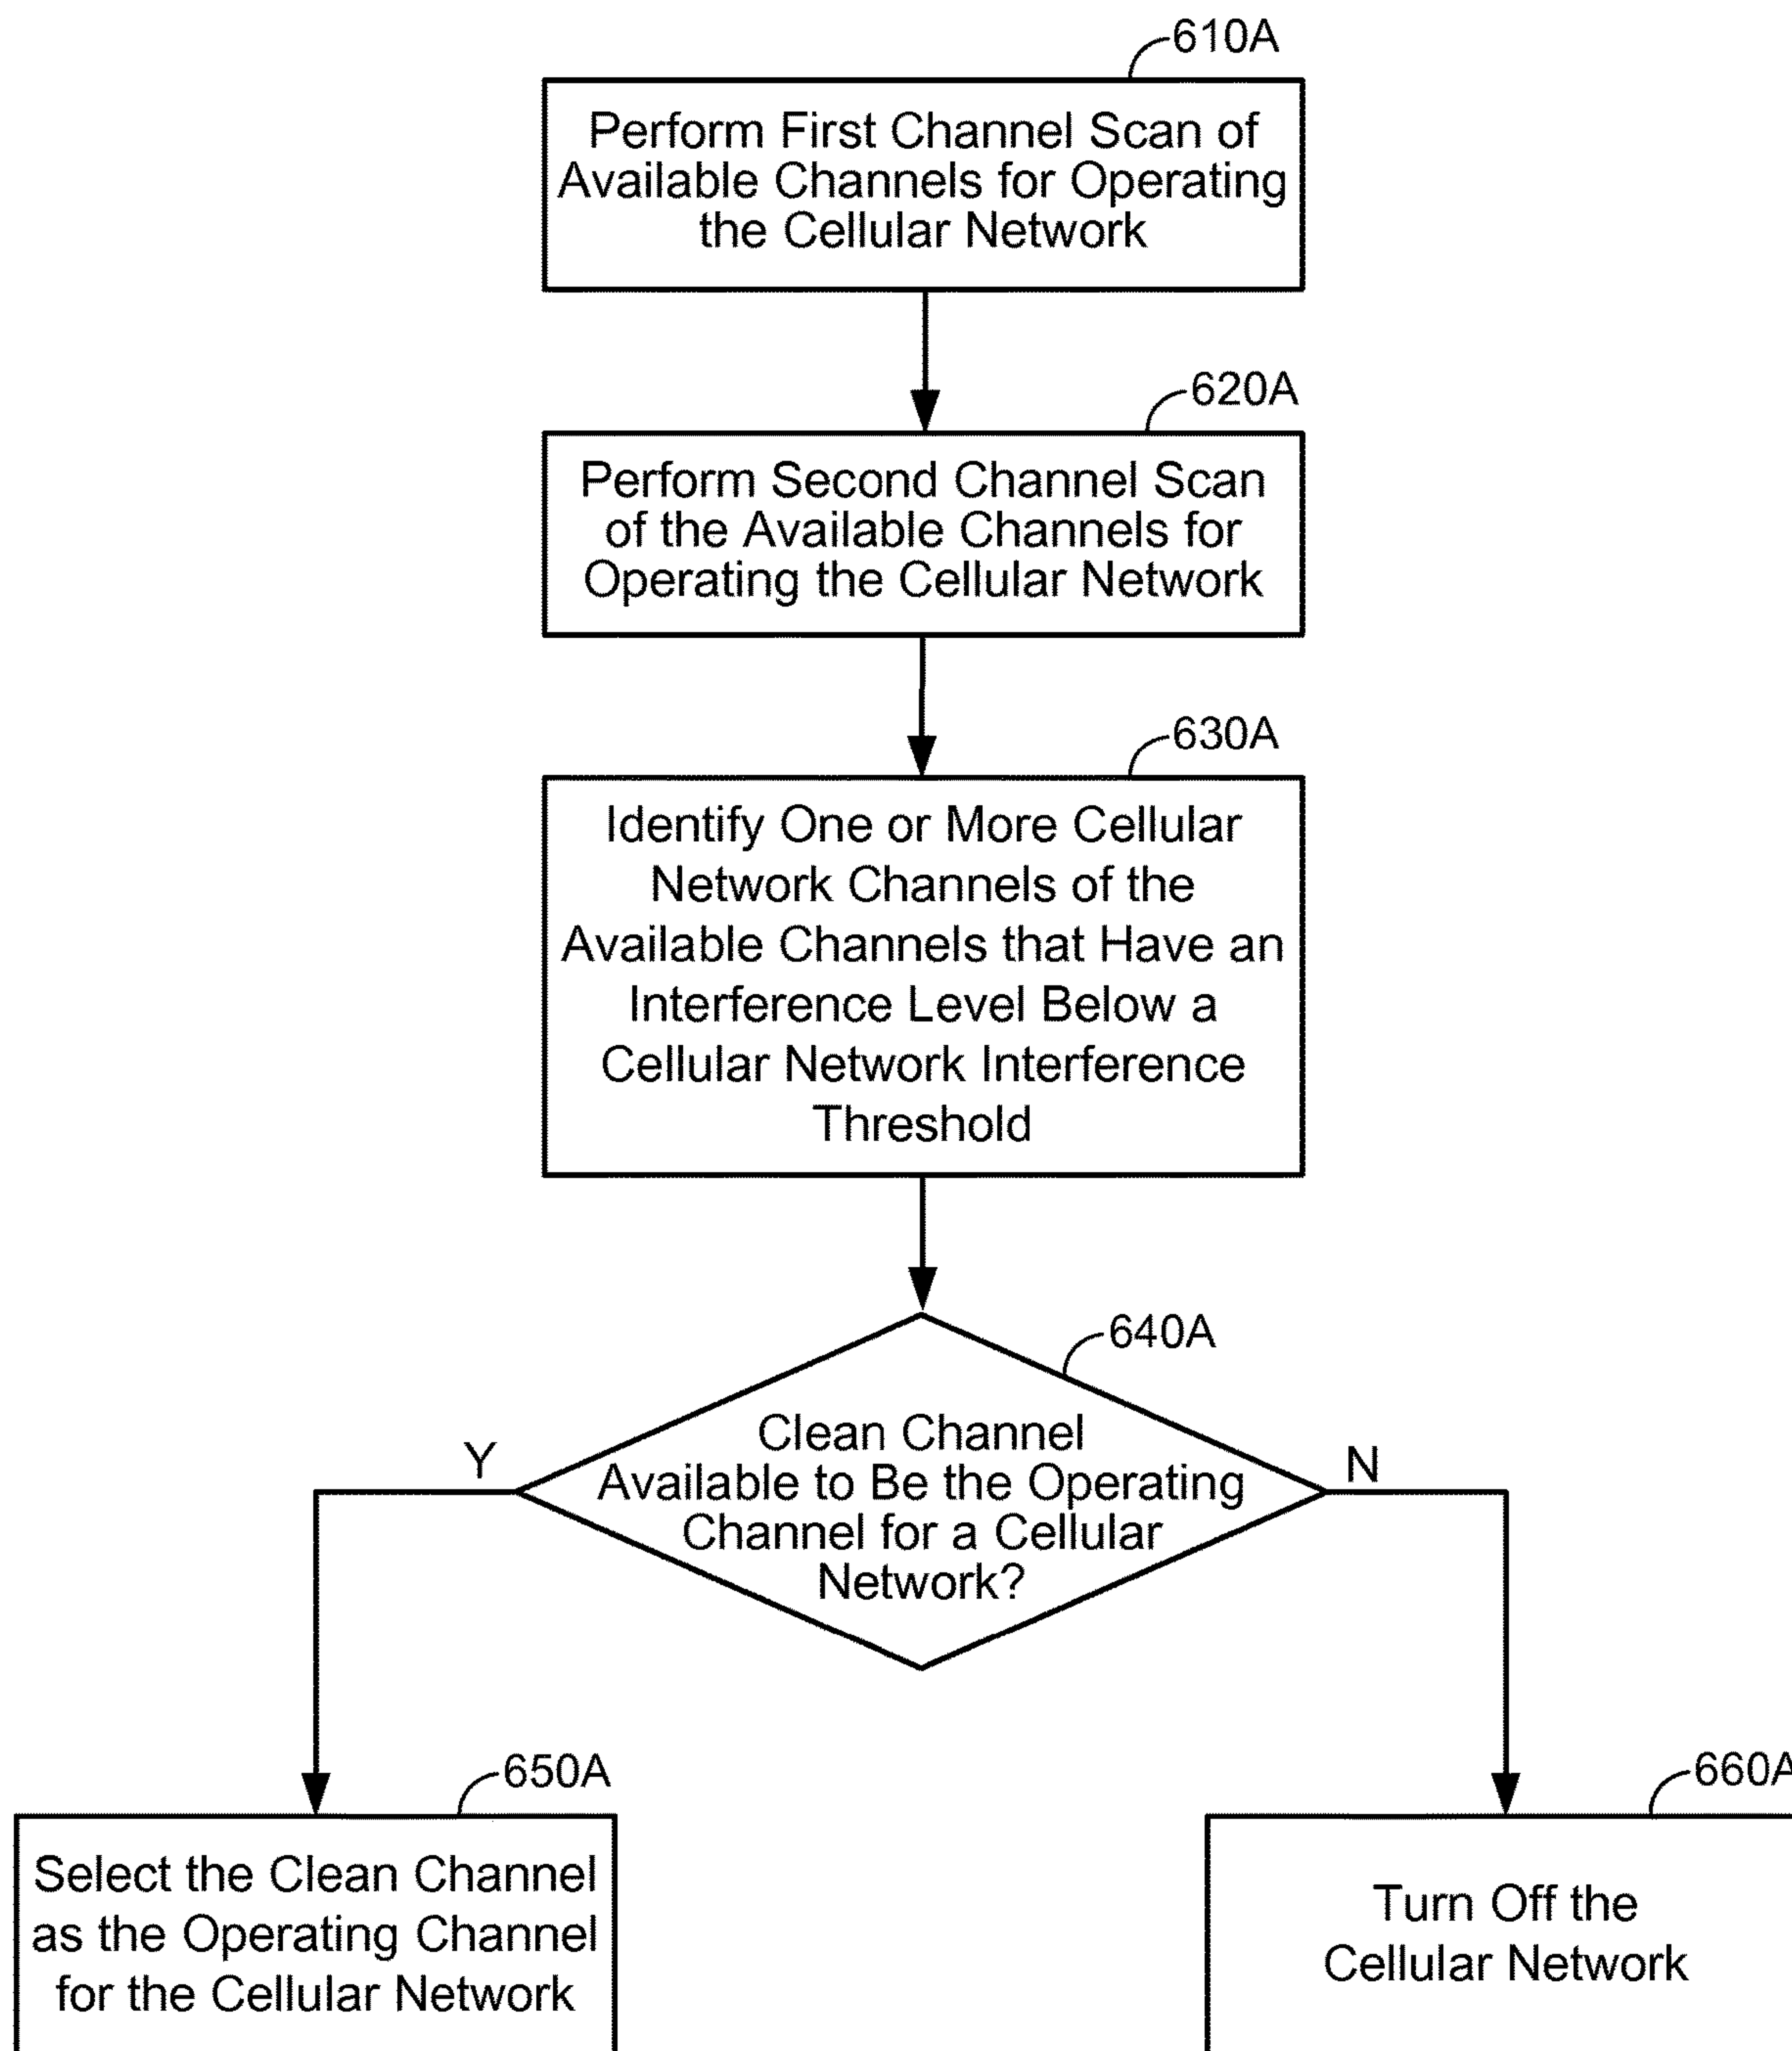 610A
Perform First Channel Scan of
Available Channels for Operating
the Cellular Network
620A
Perform Second Channel Scan
of the Available Channels for
Operating the Cellular Network
630A
Identify One or More Cellular
Network Channels of the
Available Channels that Have an
Interference Level Below a
Cellular Network Interference
Threshold
640A
Clean Channel
Available to Be the Operating
Channel for a Cellular
Network?
Y
N
650A
Select the Clean Channel
as the Operating Channel
for the Cellular Network
660A
Turn Off the
Cellular Network